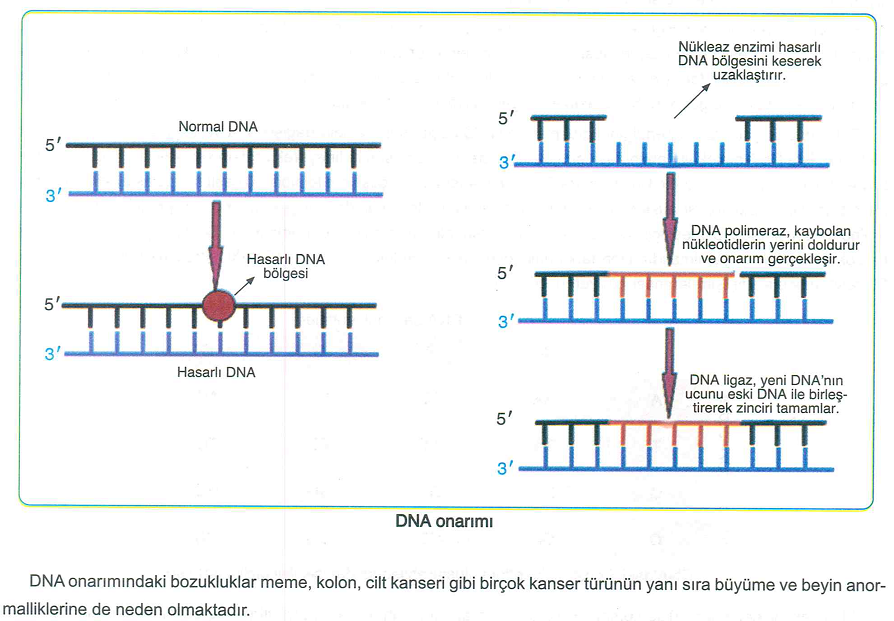 Normal DNA
5′
3′
Hasarlı DNA
bölgesi
5′
3′
Hasarlı DNA
Nükleaz enzimi hasarlı
DNA bölgesini keserek
uzaklaştırır.
5′
3′
DNA polimeraz, kaybolan
nükleotidlerin yerini doldurur
ve onarım gerçekleşir.
5′
3′
DNA ligaz, yeni DNA’nın
ucunu eski DNA ile birleş-
tirerek zinciri tamamlar.
5′
3′
DNA onarımı
DNA onarımındaki bozukluklar meme, kolon, cilt kanseri gibi birçok kanser türünün yanı sıra büyüme ve beyin anor-
malliklerine de neden olmaktadır.